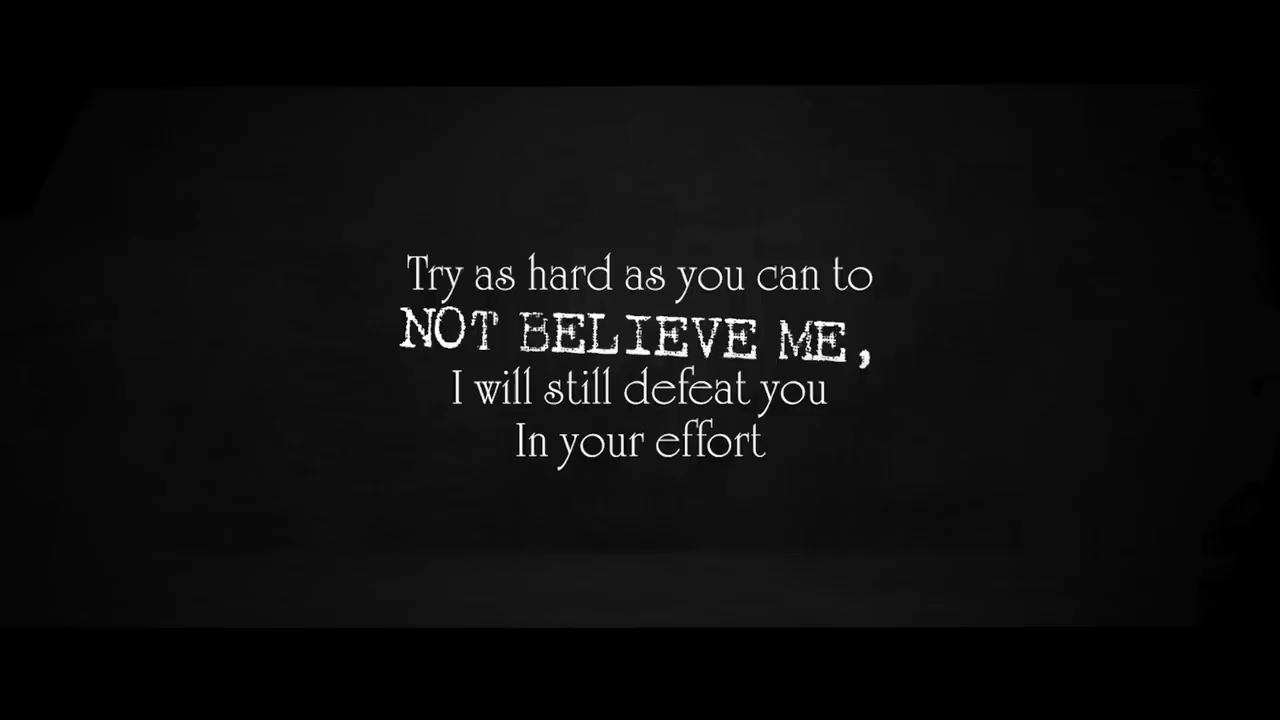 Try as hard as you can to
NOT BELIEVE ME,
I will still defeat you
In your effort